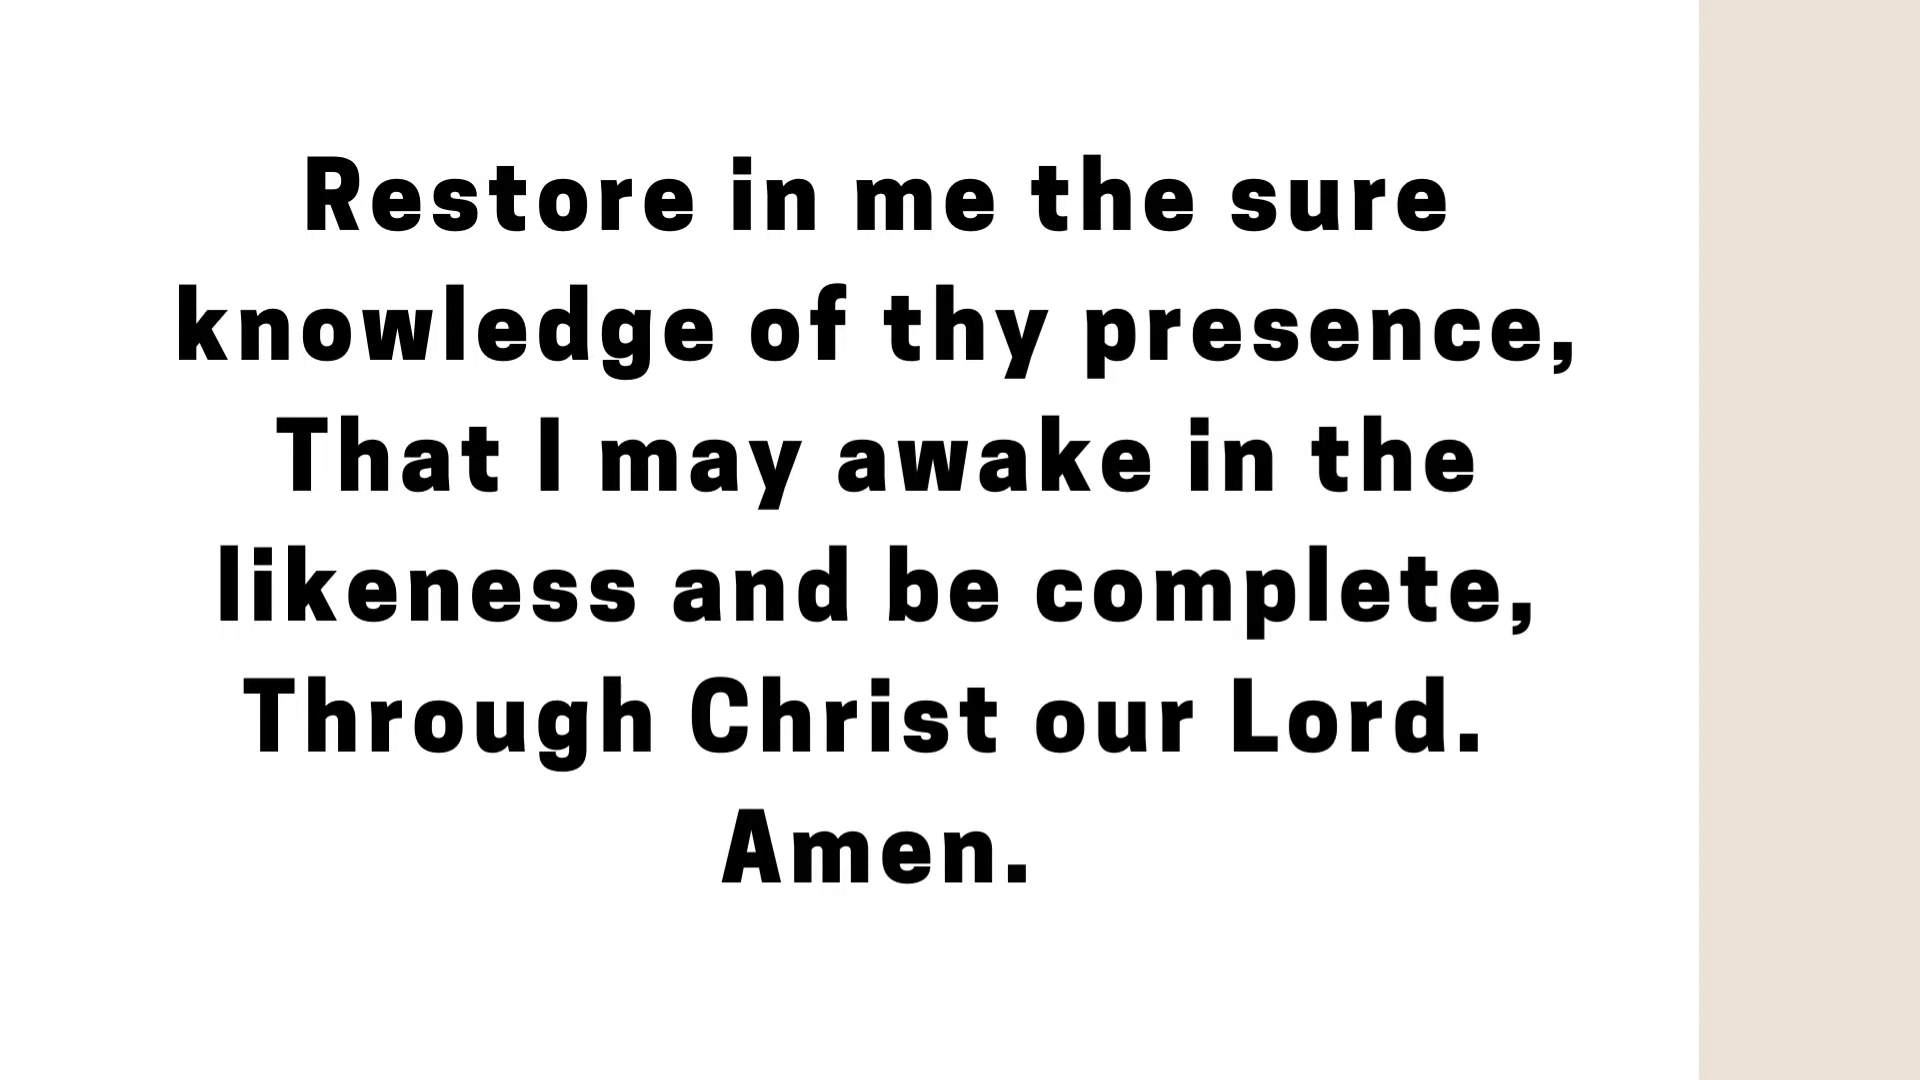 Restore in me the sure
knowledge of thy presence,
That I may awake in the
likeness and be complete,
Through Christ our Lord.
Amen.